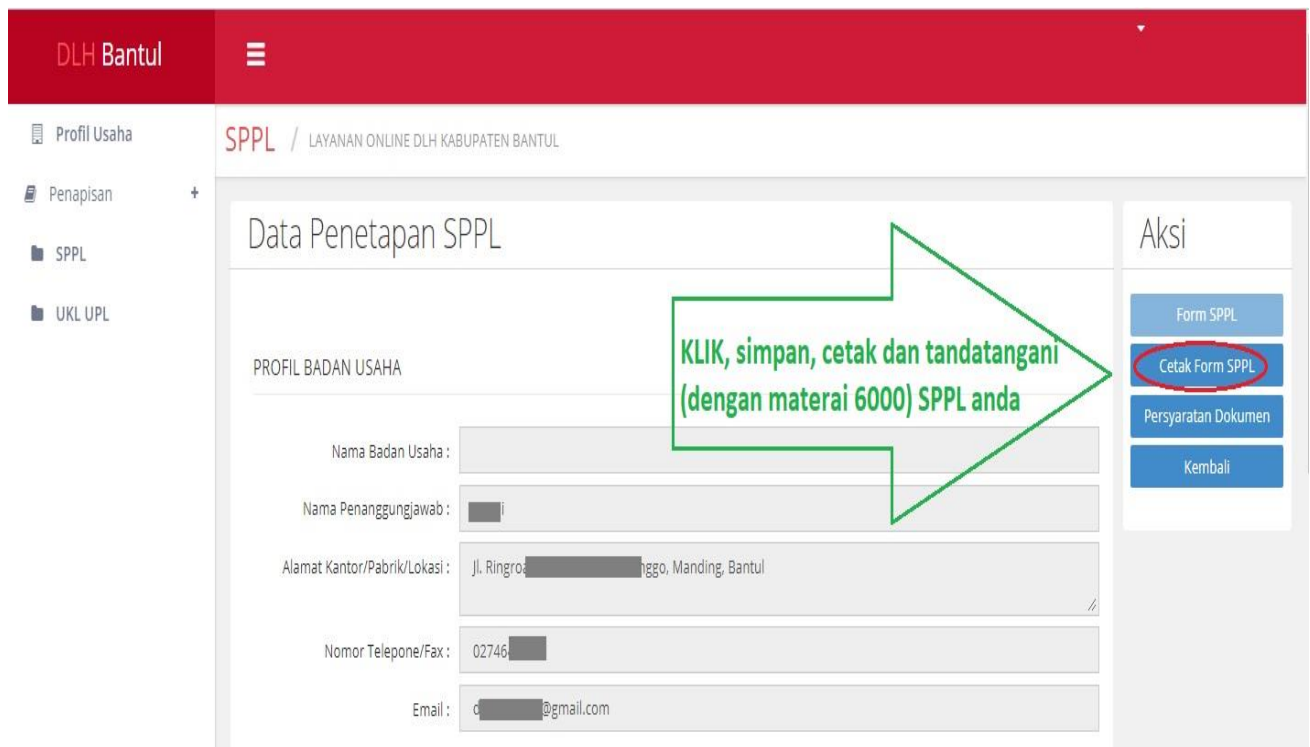 DLH Bantul
Profil Usaha
Penapisan +
SPPL
UKL UPL
SPPL / LAYANAN ONLINE DLH KABUPATEN BANTUL
Data Penetapan SPPL
PROFIL BADAN USAHA
Nama Badan Usaha :
Nama Penanggungjawab :
Alamat Kantor/Pabrik/Lokasi : Jl. Manding, Bantul
Nomor Telepone/Fax : 02746
Email : @gmail.com
KLIK, simpan, cetak dan tandatangani
(dengan materai 6000) SPPL anda
Aksi
Form SPPL
Cetak Form SPPL
Persyaratan Dokumen
Kembali